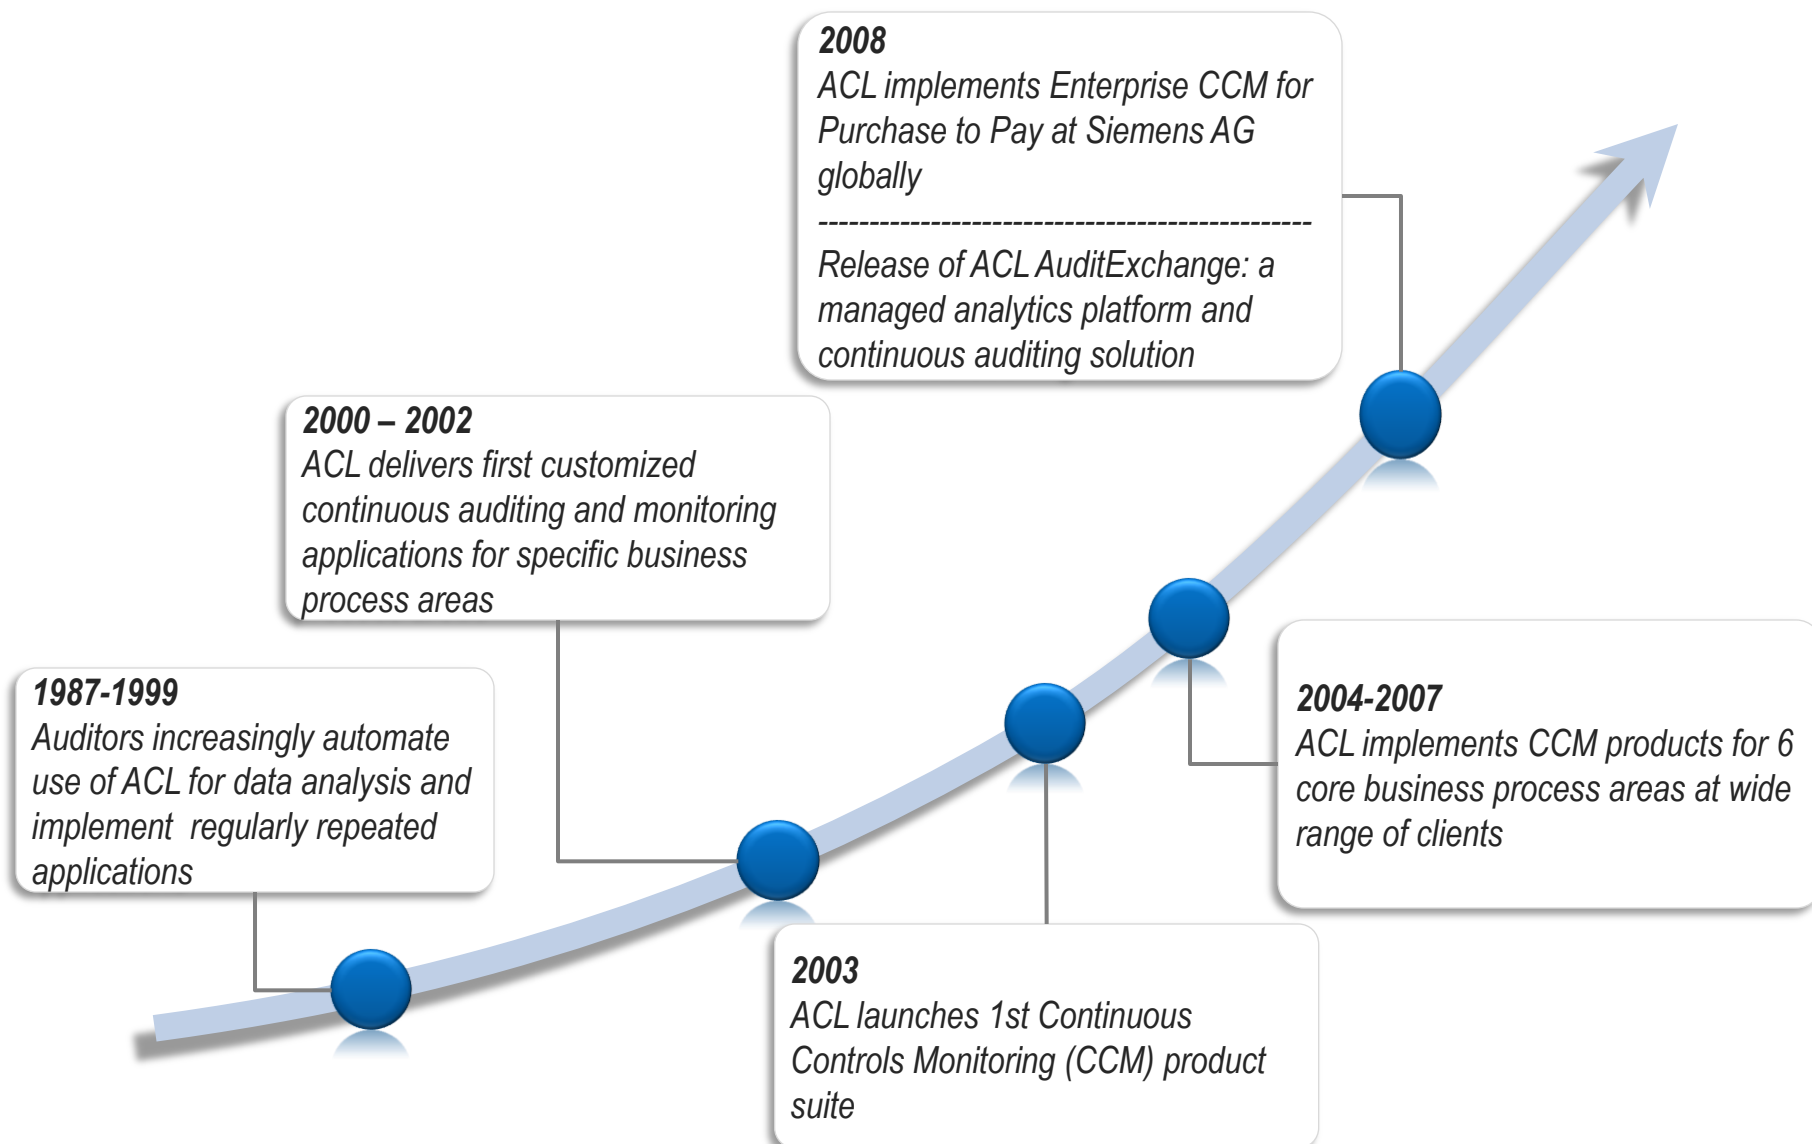 2008
ACL implements Enterprise CCM for
Purchase to Pay at Siemens AG
globally
------------------------------------------------
Release of ACL AuditExchange: a
managed analytics platform and
continuous auditing solution
2000 – 2002
ACL delivers first customized
continuous auditing and monitoring
applications for specific business
process areas
1987-1999
Auditors increasingly automate
use of ACL for data analysis and
implement  regularly repeated
applications
2004-2007
ACL implements CCM products for 6
core business process areas at wide
range of clients
2003
ACL launches 1st Continuous
Controls Monitoring (CCM) product
suite